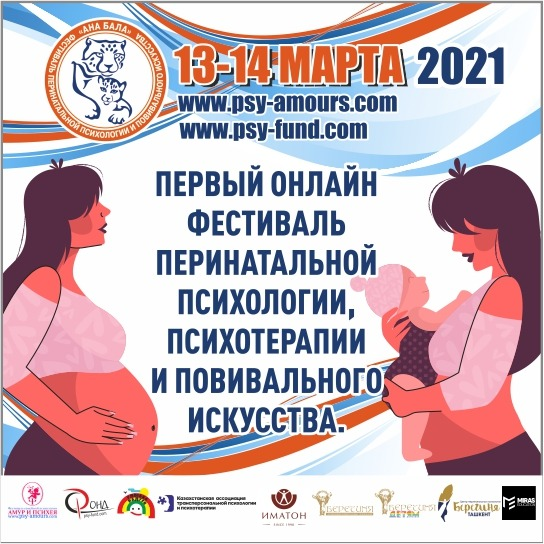 ФЕСТИВАЛЬ «АНА БАЛА»
ПЕРИНАТАЛЬНОЙ ПСИХОЛОГИИ И ПОВИВАЛЬНОГО ИСКУССТВА
13-14 МАРТА 2021
www.psy-amours.com
www.psy-fund.com
ПЕРВЫЙ ОНЛАЙН
ФЕСТИВАЛЬ
ПЕРИНАТАЛЬНОЙ
ПСИХОЛОГИИ,
ПСИХОТЕРАПИИ
И ПОВИВАЛЬНОГО
ИСКУССТВА.
АМУР И ПСИХЕЯ
www.psy-amours.com
ФОНД
psy-fund.com
Казахстанская ассоциация
трансперсональной психологии
и психотерапии
ИМАТОН
SINCE 1990
БЕРЕГИНЯ
БЕРЕГИНЯ
ДЕТЯМ
Берегиня
ТАШКЕНТ
MIRAS